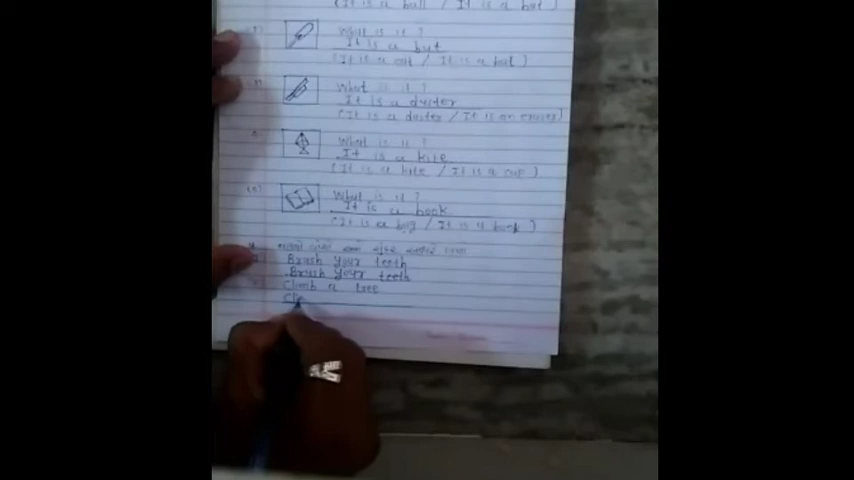 (It is a ball / It is a bat)
What is it ?
It is a but
(It is a cat / It is a bat)
What is it ?
It is a duster
(It is a duster / It is an eraser)
What is it ?
It is a kite
(It is a kite / It is a cup)
What is it ?
It is a book
(It is a bag / It is a book)
Brush your teeth
Brush your teeth
Climb a tree
Cli